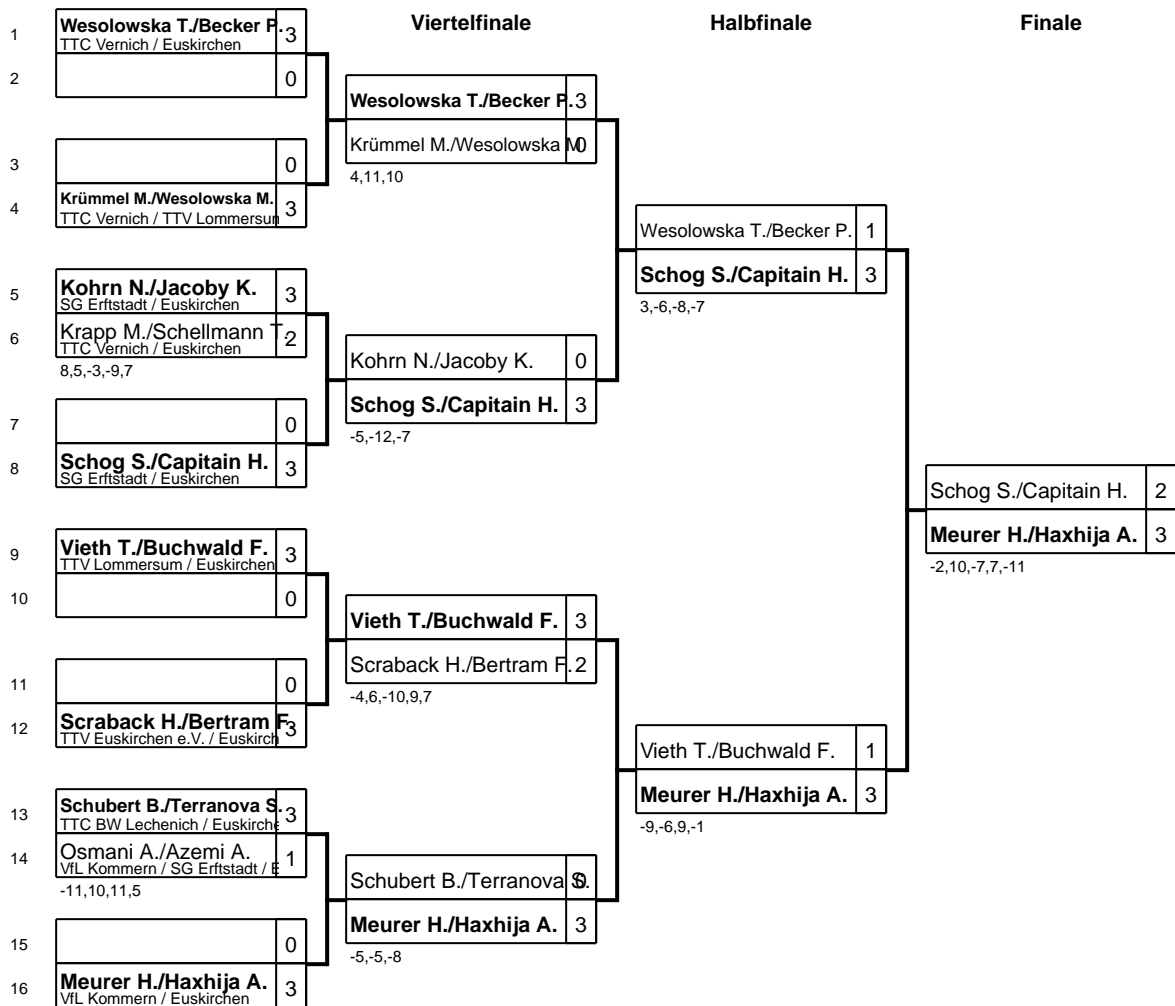 Viertelfinale
Halbfinale
Finale
1
Wesolowska T./Becker P. 3
TTC Vernich / Euskirchen
2
0
3
0
4
Krümmel M./Wesolowska M. 3
TTC Vernich / TTV Lommersum
5
Kohrn N./Jacoby K. 3
SG Erftstadt / Euskirchen
6
Krapp M./Schellmann T. 2
TTC Vernich / Euskirchen
8,5,-3,-9,7
7
0
8
Schog S./Capitain H. 3
SG Erftstadt / Euskirchen
9
Vieth T./Buchwald F. 3
TTV Lommersum / Euskirchen
10
0
11
0
12
Scraback H./Bertram F. 3
TTV Euskirchen e.V. / Euskirch
13
Schubert B./Terranova S. 3
TTC BW Lechenich / Euskirche
14
Osmani A./Azemi A. 1
VfL Kommern / SG Erftstadt / E
-11,10,11,5
15
0
16
Meurer H./Haxhija A. 3
VfL Kommern / Euskirchen
Wesolowska T./Becker P. 3
Krümmel M./Wesolowska M. 0
4,11,10
Kohrn N./Jacoby K. 0
Schog S./Capitain H. 3
-5,-12,-7
Vieth T./Buchwald F. 3
Scraback H./Bertram F. 2
-4,6,-10,9,7
Schubert B./Terranova S. 0
Meurer H./Haxhija A. 3
-5,-5,-8
Wesolowska T./Becker P. 1
Schog S./Capitain H. 3
3,-6,-8,-7
Vieth T./Buchwald F. 1
Meurer H./Haxhija A. 3
-9,-6,9,-1
Schog S./Capitain H. 2
Meurer H./Haxhija A. 3
-2,10,-7,7,-11